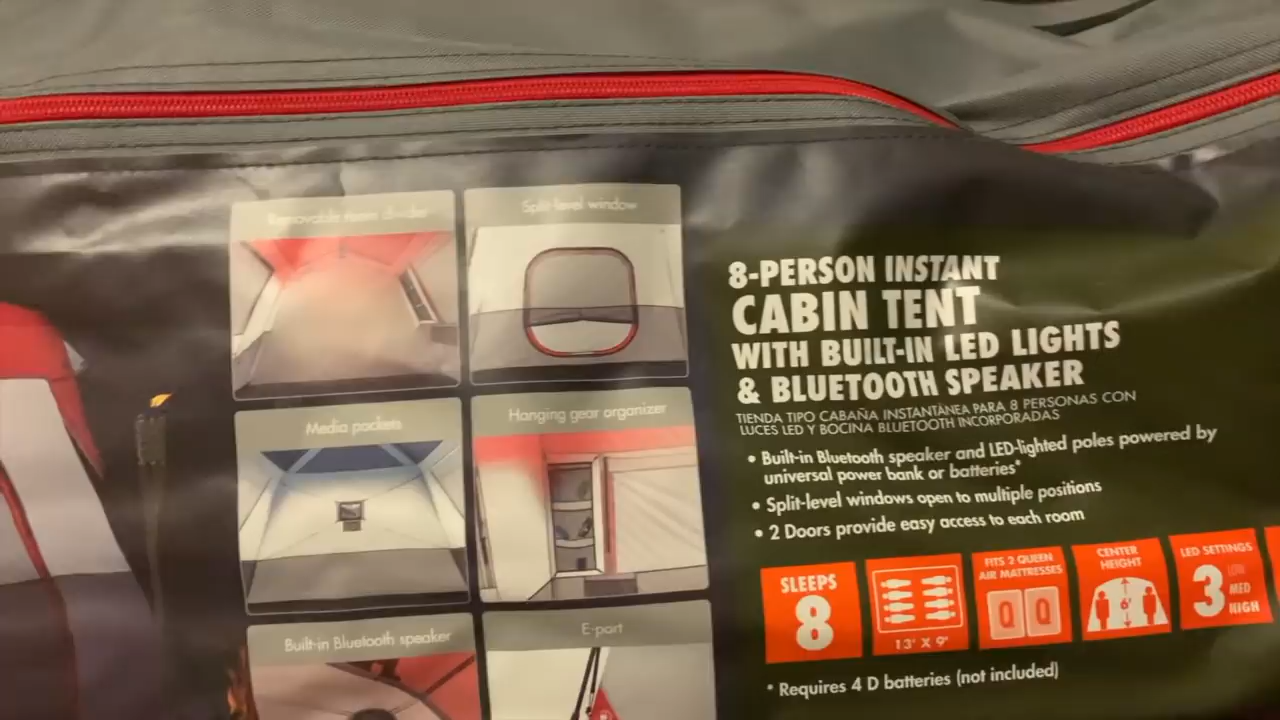 Removable room divider
Split-level window
Media pockets
Hanging gear organizer
Built-in Bluetooth speaker
E-port
8-PERSON INSTANT
CABIN TENT
WITH BUILT-IN LED LIGHTS
& BLUETOOTH SPEAKER
TIENDA TIPO CABAÑA INSTANTÁNEA PARA 8 PERSONAS CON
LUCES LED Y BOCINA BLUETOOTH INCORPORADAS
• Built-in Bluetooth speaker and LED-lighted poles powered by
universal power bank or batteries*
• Split-level windows open to multiple positions
• 2 Doors provide easy access to each room
SLEEPS
8
13' X 9'
FITS 2 QUEEN
AIR MATTRESSES
Q Q
CENTER
HEIGHT
6'
LED SETTINGS
3
LOW
MED
HIGH
* Requires 4 D batteries (not included)